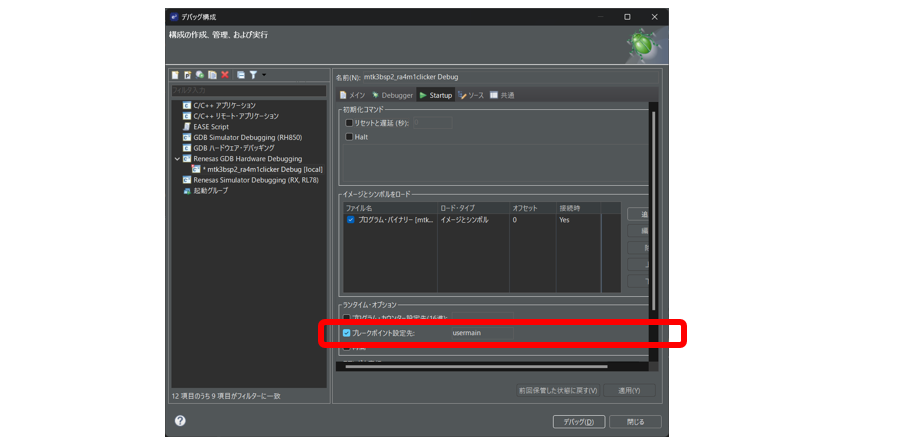 デバッグ構成
構成の作成、管理、および実行
フィルタ入力
C/C++ アプリケーション
C/C++ リモート・アプリケーション
EASE Script
GDB Simulator Debugging (RH850)
GDB ハードウェア・デバッギング
Renesas GDB Hardware Debugging
* mtk3bsp2_ra4m1clicker Debug [local]
Renesas Simulator Debugging (RX, RL78)
起動グループ
12 項目のうち 9 項目がフィルターに一致
名前(N): mtk3bsp2_ra4m1clicker Debug
メイン Debugger Startup ソース 共通
初期化コマンド
リセットと遅延 (秒):
Halt
イメージとシンボルをロード
ファイル名 ロード・タイプ オフセット 接続時
プログラム・バイナリー [mtk... イメージとシンボル 0 Yes
ランタイム・オプション
プログラム・カウンター設定先(16進):
ブレークポイント設定先: usermain
前回保管した状態に戻す(V) 適用(Y)
デバッグ(D) 閉じる